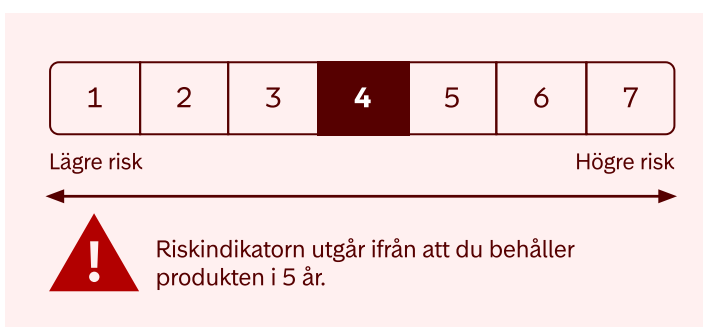 1 2 3 4 5 6 7
Lägre risk Högre risk
!
Riskindikatorn utgår ifrån att du behåller
produkten i 5 år.